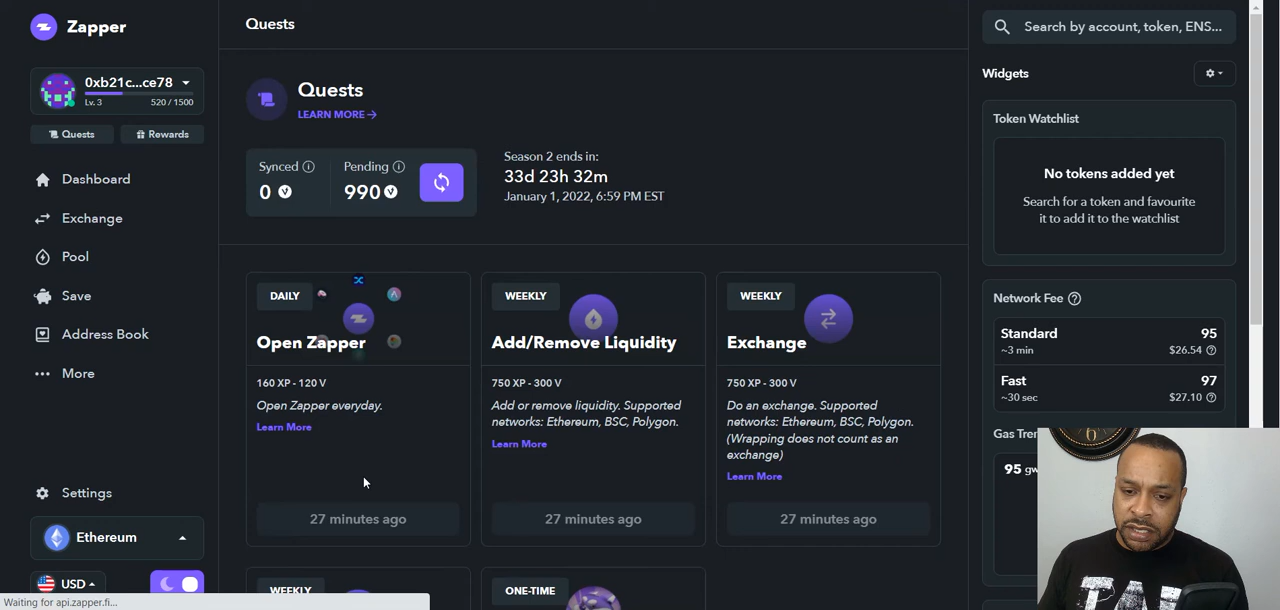 Zapper
0xb21c...ce78
Lv. 3 520 / 1500
Quests Rewards
Dashboard
Exchange
Pool
Save
Address Book
More
Settings
Ethereum
USD
Waiting for api.zapper.fi...
Quests
Quests
LEARN MORE →
Synced
0
Pending
990
Season 2 ends in:
33d 23h 32m
January 1, 2022, 6:59 PM EST
DAILY
Open Zapper
160 XP - 120 V
Open Zapper everyday.
Learn More
27 minutes ago
WEEKLY
Add/Remove Liquidity
750 XP - 300 V
Add or remove liquidity. Supported
networks: Ethereum, BSC, Polygon.
Learn More
27 minutes ago
WEEKLY
Exchange
750 XP - 300 V
Do an exchange. Supported
networks: Ethereum, BSC, Polygon.
(Wrapping does not count as an
exchange)
Learn More
27 minutes ago
WEEKLY
ONE-TIME
Search by account, token, ENS...
Widgets
Token Watchlist
No tokens added yet
Search for a token and favourite
it to add it to the watchlist
Network Fee
Standard 95
~3 min $26.54
Fast 97
~30 sec $27.10
95